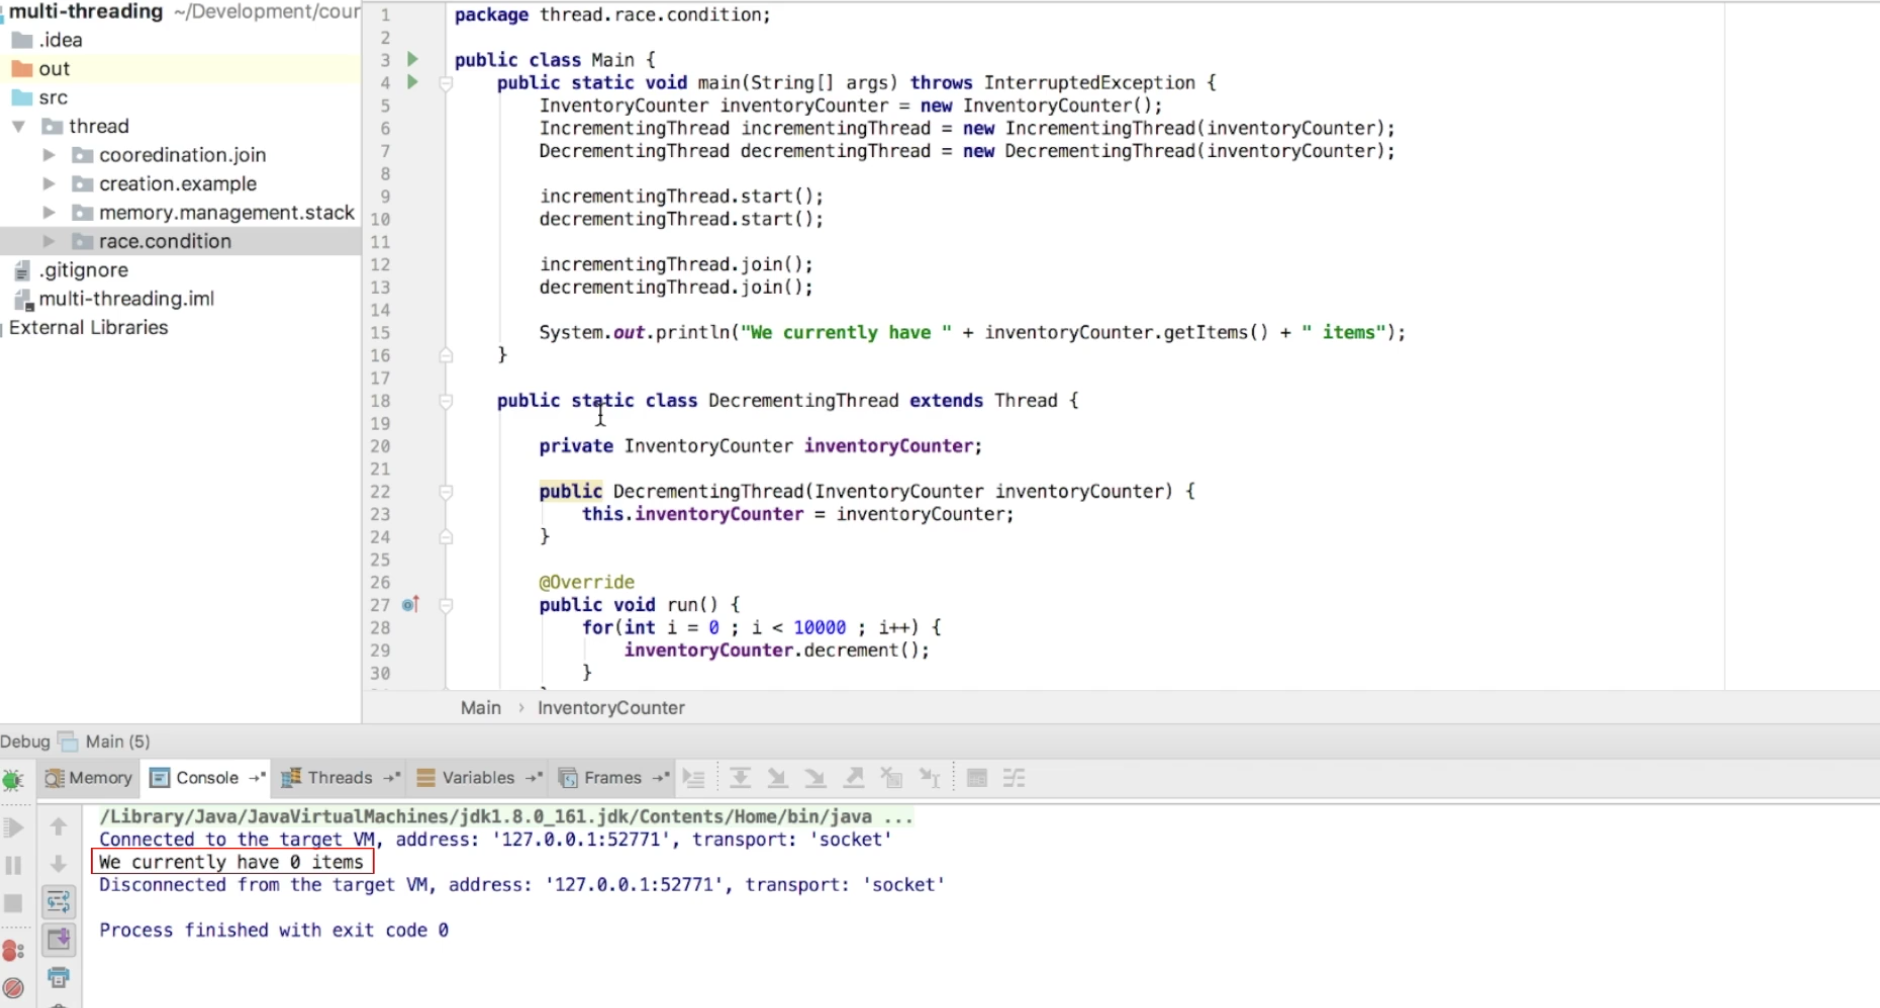 multi-threading ~/Development/cour
.idea
out
src
thread
cooredination.join
creation.example
memory.management.stack
race.condition
.gitignore
multi-threading.iml
External Libraries
1 package thread.race.condition;
2
3 public class Main {
4 public static void main(String[] args) throws InterruptedException {
5 InventoryCounter inventoryCounter = new InventoryCounter();
6 IncrementingThread incrementingThread = new IncrementingThread(inventoryCounter);
7 DecrementingThread decrementingThread = new DecrementingThread(inventoryCounter);
8
9 incrementingThread.start();
10 decrementingThread.start();
11
12 incrementingThread.join();
13 decrementingThread.join();
14
15 System.out.println("We currently have " + inventoryCounter.getItems() + " items");
16 }
17
18 public static class DecrementingThread extends Thread {
19
20 private InventoryCounter inventoryCounter;
21
22 public DecrementingThread(InventoryCounter inventoryCounter) {
23 this.inventoryCounter = inventoryCounter;
24 }
25
26 @Override
27 public void run() {
28 for(int i = 0 ; i < 10000 ; i++) {
29 inventoryCounter.decrement();
30 }
Main › InventoryCounter
Debug Main (5)
Memory Console Threads Variables Frames
/Library/Java/JavaVirtualMachines/jdk1.8.0_161.jdk/Contents/Home/bin/java ...
Connected to the target VM, address: '127.0.0.1:52771', transport: 'socket'
We currently have 0 items
Disconnected from the target VM, address: '127.0.0.1:52771', transport: 'socket'
Process finished with exit code 0